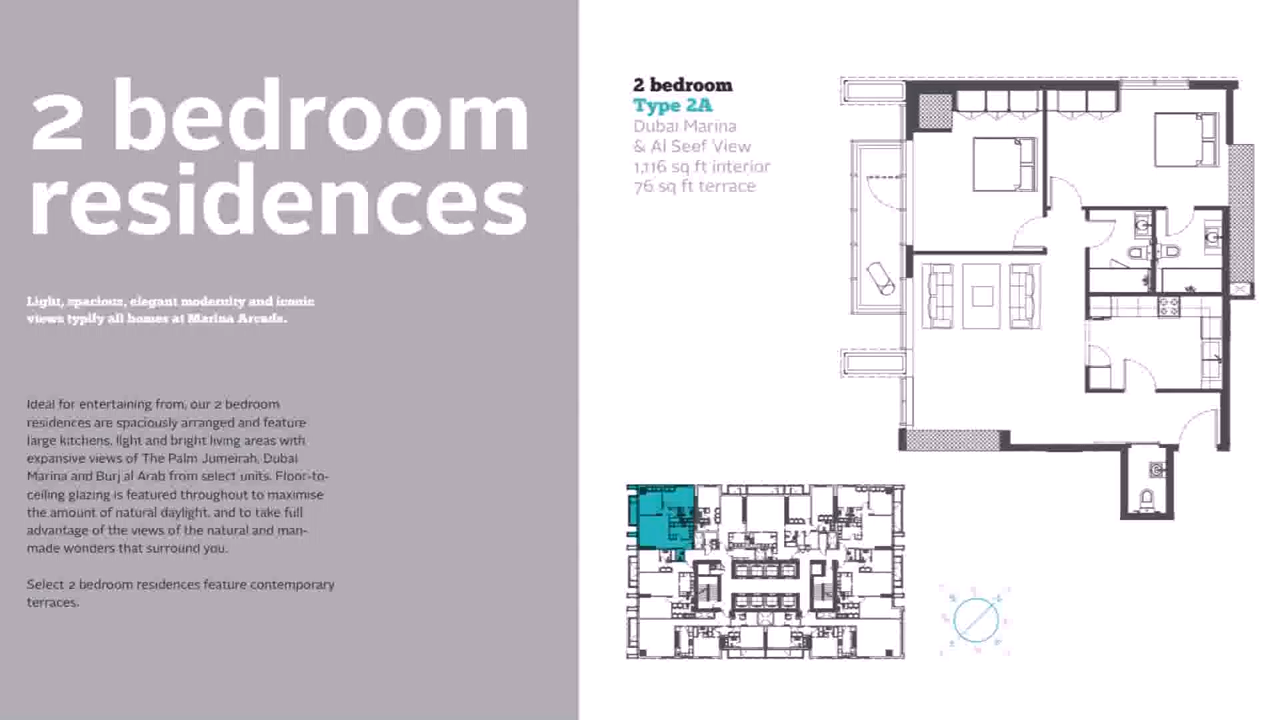 2 bedroom
residences
Light, spacious, elegant modernity and iconic
views typify all homes at Marina Arcade.
Ideal for entertaining from, our 2 bedroom
residences are spaciously arranged and feature
large kitchens, light and bright living areas with
expansive views of The Palm Jumeirah, Dubai
Marina and Burj al Arab from select units. Floor-to-
ceiling glazing is featured throughout to maximise
the amount of natural daylight, and to take full
advantage of the views of the natural and man-
made wonders that surround you.
Select 2 bedroom residences feature contemporary
terraces.
2 bedroom
Type 2A
Dubai Marina
& Al Seef View
1,116 sq ft interior
76 sq ft terrace